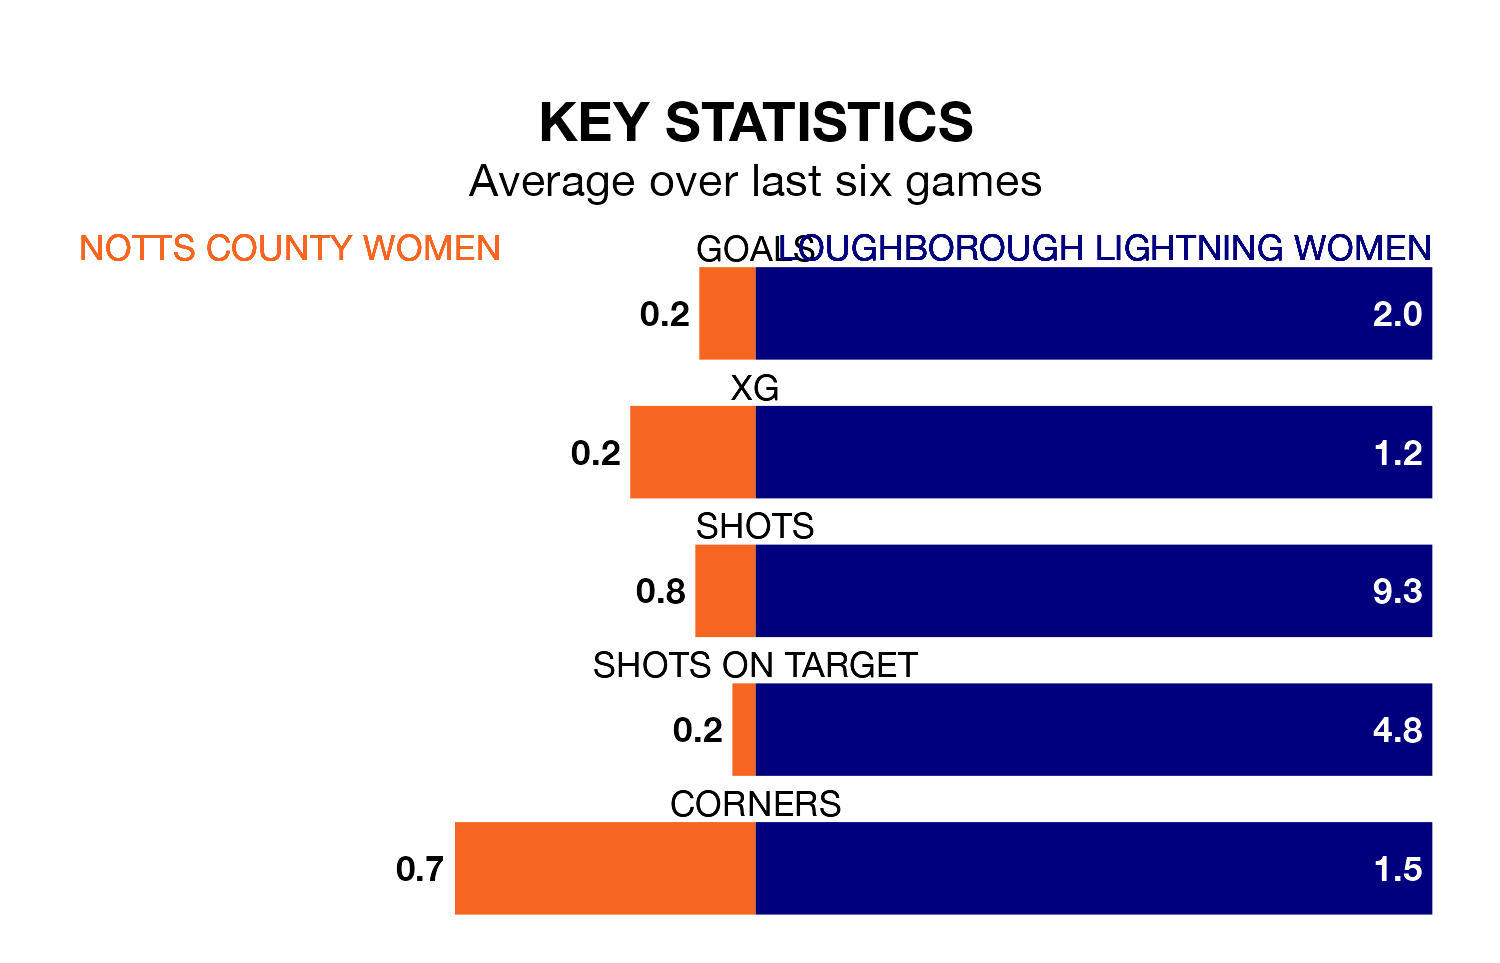 KEY STATISTICS
Average over last six games
NOTTS COUNTY WOMEN GOALS LOUGHBOROUGH LIGHTNING WOMEN
0.2 2.0
XG
0.2 1.2
SHOTS
0.8 9.3
SHOTS ON TARGET
0.2 4.8
CORNERS
0.7 1.5